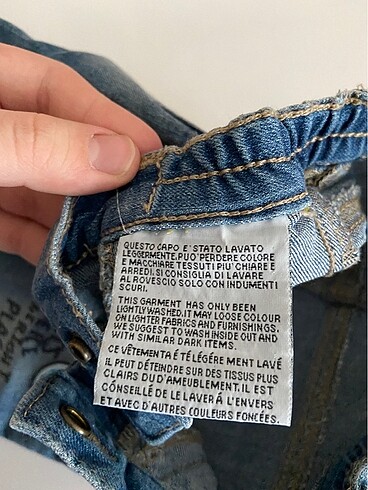 QUESTO CAPO E' STATO LAVATO
LEGGERMENTE.PUO'PERDERE COLORE
E MACCHIARE TESSUTI PIU' CHIARI E
ARREDI. SI CONSIGLIA DI LAVARE
AL ROVESCIO SOLO CON INDUMENTI
SCURI.
THIS GARMENT HAS ONLY BEEN
LIGHTLY WASHED.IT MAY LOOSE COLOUR
ON LIGHTER FABRICS AND FURNISHINGS.
WE SUGGEST TO WASH INSIDE OUT AND
WITH SIMILAR DARK ITEMS.
CE VÊTEMENTA É TÉLÉGÉRE MENT LAVÉ
IL PEUT DÉTEINDRE SUR DES TISSUS PLUS
CLAIRS DU D'AMEUBLEMENT.IL EST
CONSEILLÉ DE LE LAVER Á L'ENVERS
ET AVEC D'AUTRES COULEURS FONCÉES.